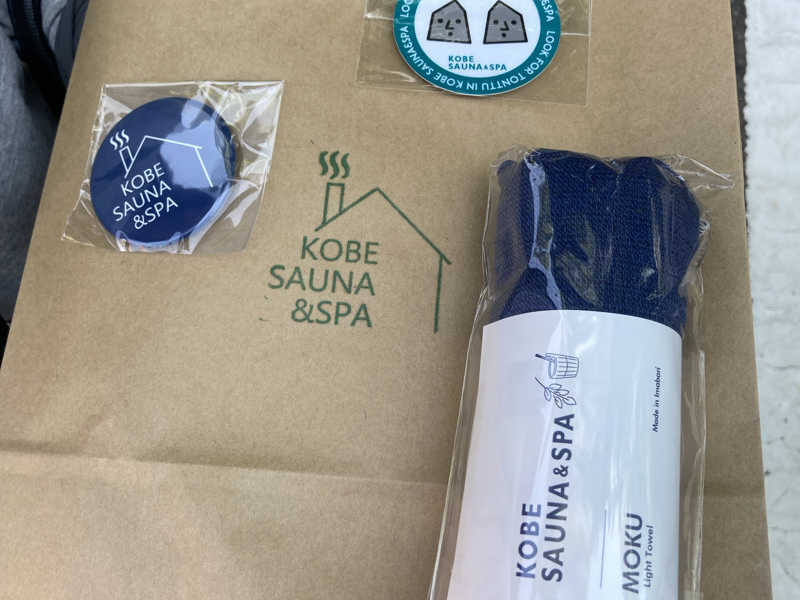 LOOK FOR TONTTU IN KOBE SAUNA&SPA
KOBE
SAUNA&SPA
KOBE
SAUNA
&SPA
KOBE
SAUNA
&SPA
KOBE
SAUNA&SPA
MOKU
Light Towel
Made in Imabari